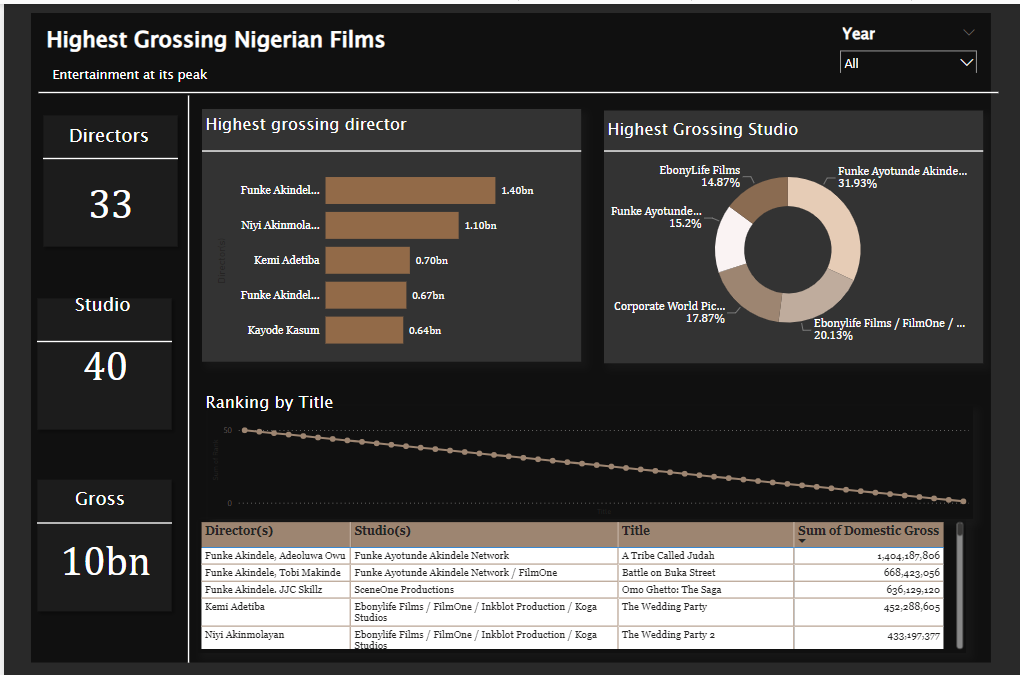 Highest Grossing Nigerian Films
Entertainment at its peak
Year
All
Directors
33
Studio
40
Gross
10bn
Highest grossing director
Director(s)
Funke Akindel... 1.40bn
Niyi Akinmola... 1.10bn
Kemi Adetiba 0.70bn
Funke Akindel... 0.67bn
Kayode Kasum 0.64bn
Highest Grossing Studio
EbonyLife Films
14.87%
Funke Ayotunde Akinde...
31.93%
Funke Ayotunde...
15.2%
Corporate World Pic...
17.87%
Ebonylife Films / FilmOne / ...
20.13%
Ranking by Title
50
0
Title
Director(s) Studio(s) Title Sum of Domestic Gross
Funke Akindele, Adeoluwa Owu Funke Ayotunde Akindele Network A Tribe Called Judah 1,404,187,806
Funke Akindele, Tobi Makinde Funke Ayotunde Akindele Network / FilmOne Battle on Buka Street 668,423,056
Funke Akindele, JJC Skillz SceneOne Productions Omo Ghetto: The Saga 636,129,120
Kemi Adetiba Ebonylife Films / FilmOne / Inkblot Production / Koga The Wedding Party 452,288,605
Studios
Niyi Akinmolayan Ebonylife Films / FilmOne / Inkblot Production / Koga The Wedding Party 2 433,197,377
Studios